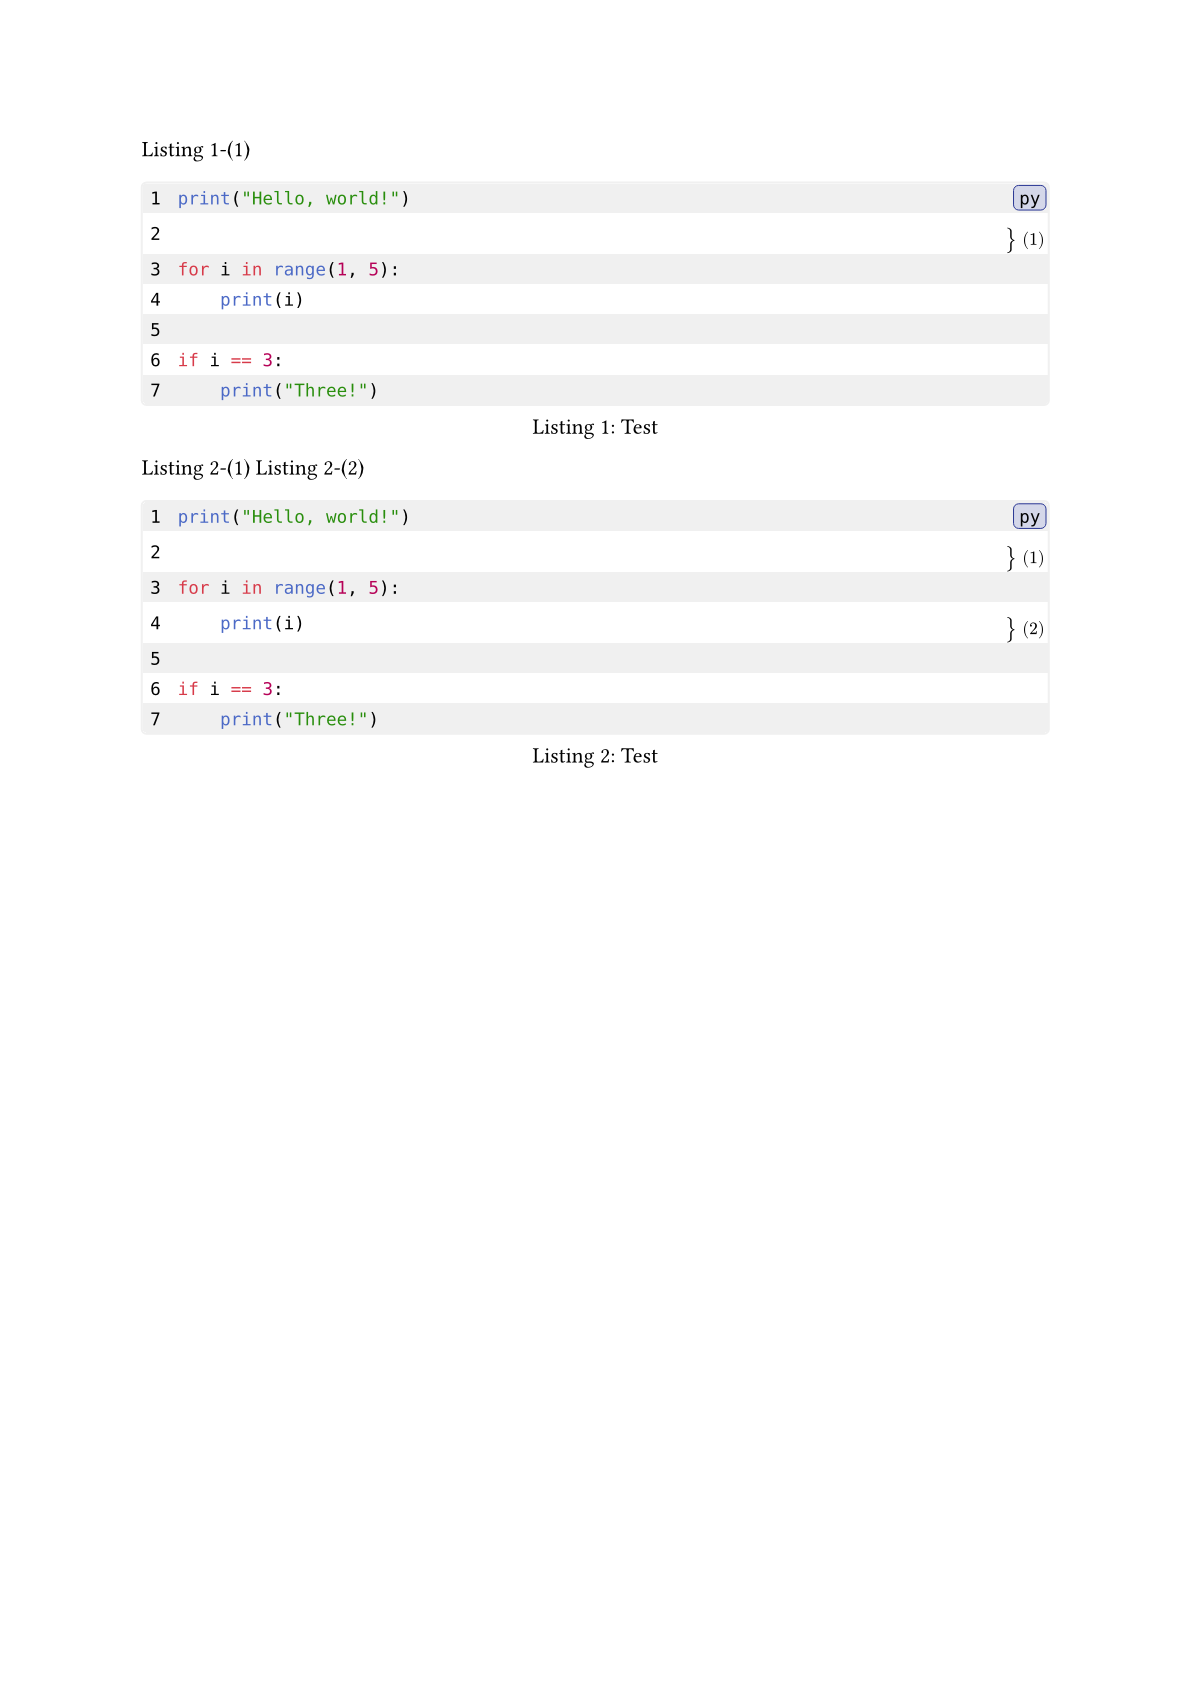 Listing 1-(1)
1 print("Hello, world!") py
2 } (1)
3 for i in range(1, 5):
4     print(i)
5
6 if i == 3:
7     print("Three!")
Listing 1: Test
Listing 2-(1) Listing 2-(2)
1 print("Hello, world!") py
2 } (1)
3 for i in range(1, 5):
4     print(i) } (2)
5
6 if i == 3:
7     print("Three!")
Listing 2: Test